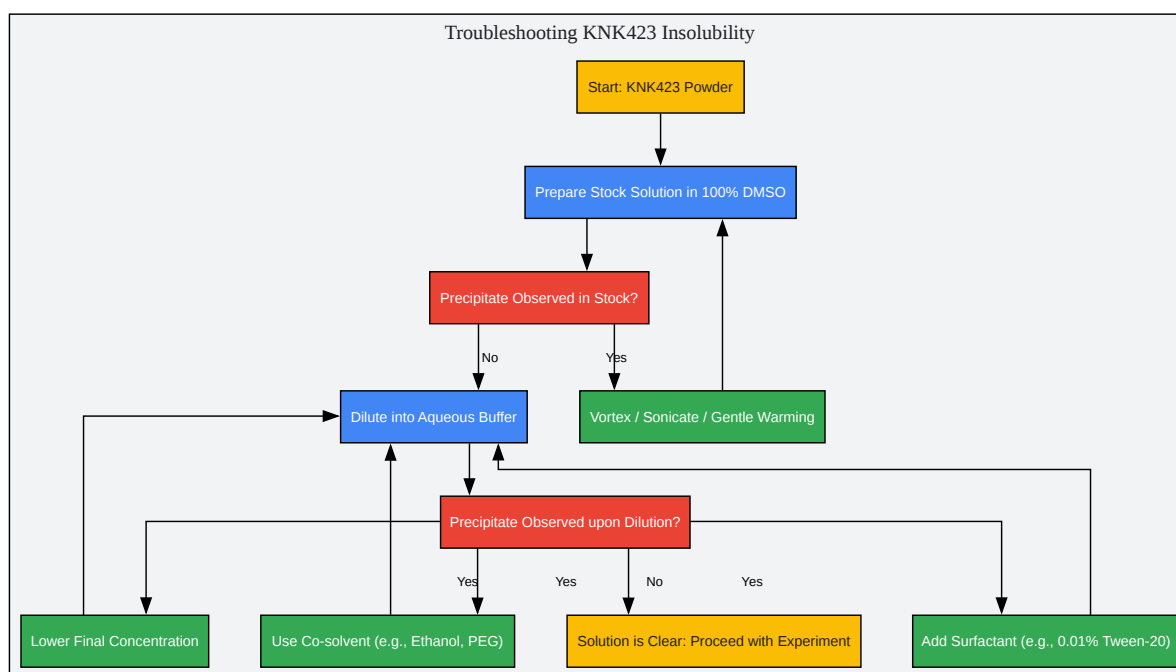 Troubleshooting KNK423 Insolubility
Start: KNK423 Powder
Prepare Stock Solution in 100% DMSO
Precipitate Observed in Stock?
No
Yes
Dilute into Aqueous Buffer
Vortex / Sonicate / Gentle Warming
Precipitate Observed upon Dilution?
Yes
Yes
No
Yes
Lower Final Concentration
Use Co-solvent (e.g., Ethanol, PEG)
Solution is Clear: Proceed with Experiment
Add Surfactant (e.g., 0.01% Tween-20)